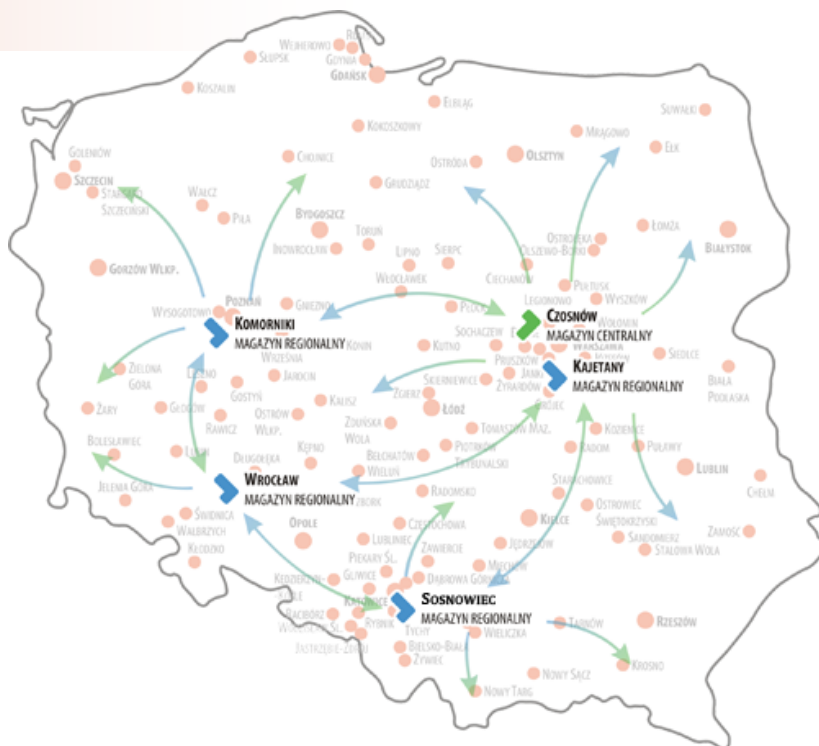 WEJHEROWO
SŁUPSK
GDYNIA
GDAŃSK
KOSZALIN
ELBLĄG
SUWAŁKI
KOKOSZKOWY
MRĄGOWO
GOLENIÓW
CHOJNICE
OSTRÓDA
OLSZTYN
EŁK
SZCZECIN
STARGARD
SZCZECIŃSKI
WAŁCZ
GRUDZIĄDZ
PIŁA
BYDGOSZCZ
TORUŃ
ŁOMŻA
BIAŁYSTOK
OSTROŁĘKA
OLSZEWO-BORKI
INOWROCŁAW
LIPNO
SIERPC
GORZÓW WLKP.
WŁOCŁAWEK
CIECHANÓW
PUŁTUSK
LEGIONOWO
WYSZKÓW
WYSOGOTOWO
POZNAŃ
GNIEZNO
PŁOCK
KOMORNIKI
MAGAZYN REGIONALNY
CZOSNÓW
MAGAZYN CENTRALNY
WOŁOMIN
SOCHACZEW
WARSZAWA
KONIN
KUTNO
WRZEŚNIA
PRUSZKÓW
SIEDLCE
KAJETANY
MAGAZYN REGIONALNY
ZIELONA
GÓRA
LESZNO
JAROCIN
SKIERNIEWICE
ŻYRARDÓW
BIAŁA
PODLASKA
GOSTYŃ
KALISZ
ZGIERZ
GRÓJEC
ŻARY
GŁOGÓW
RAWICZ
OSTRÓW
WLKP.
ZDUŃSKA
WOLA
ŁÓDŹ
TOMASZÓW MAZ.
KOZIENICE
BOLESŁAWIEC
LUBIN
DŁUGOŁĘKA
KĘPNO
BEŁCHATÓW
WIELUŃ
PIOTRKÓW
TRYBUNALSKI
RADOM
PUŁAWY
LUBLIN
WROCŁAW
MAGAZYN REGIONALNY
JELENIA GÓRA
RADOMSKO
STARACHOWICE
CHEŁM
ŚWIDNICA
WAŁBRZYCH
OPOLE
CZĘSTOCHOWA
KIELCE
OSTROWIEC
ŚWIĘTOKRZYSKI
ZAMOŚĆ
KŁODZKO
LUBLINIEC
ZAWIERCIE
JĘDRZEJÓW
SANDOMIERZ
STALOWA WOLA
PIEKARY ŚL.
KĘDZIERZYN-
KOŹLE
GLIWICE
DĄBROWA GÓRNICZA
MIECHÓW
KATOWICE
SOSNOWIEC
MAGAZYN REGIONALNY
RACIBÓRZ
RYBNIK
TYCHY
WIELICZKA
TARNÓW
RZESZÓW
JASTRZĘBIE-ZDRÓJ
BIELSKO-BIAŁA
ŻYWIEC
NOWY SĄCZ
KROSNO
NOWY TARG